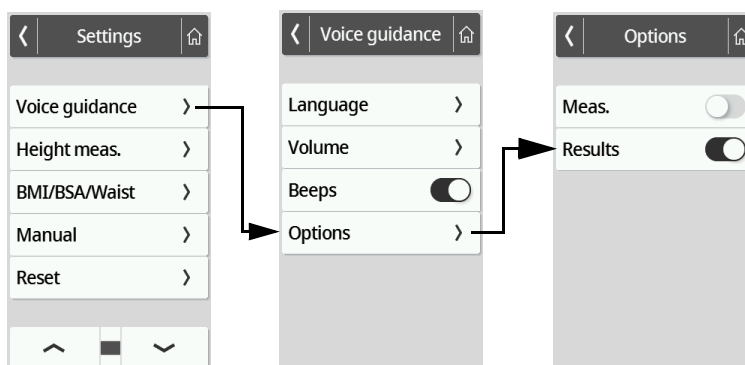 Settings
Voice guidance
Height meas.
BMI/BSA/Waist
Manual
Reset
Voice guidance
Language
Volume
Beeps
Options
Options
Meas.
Results